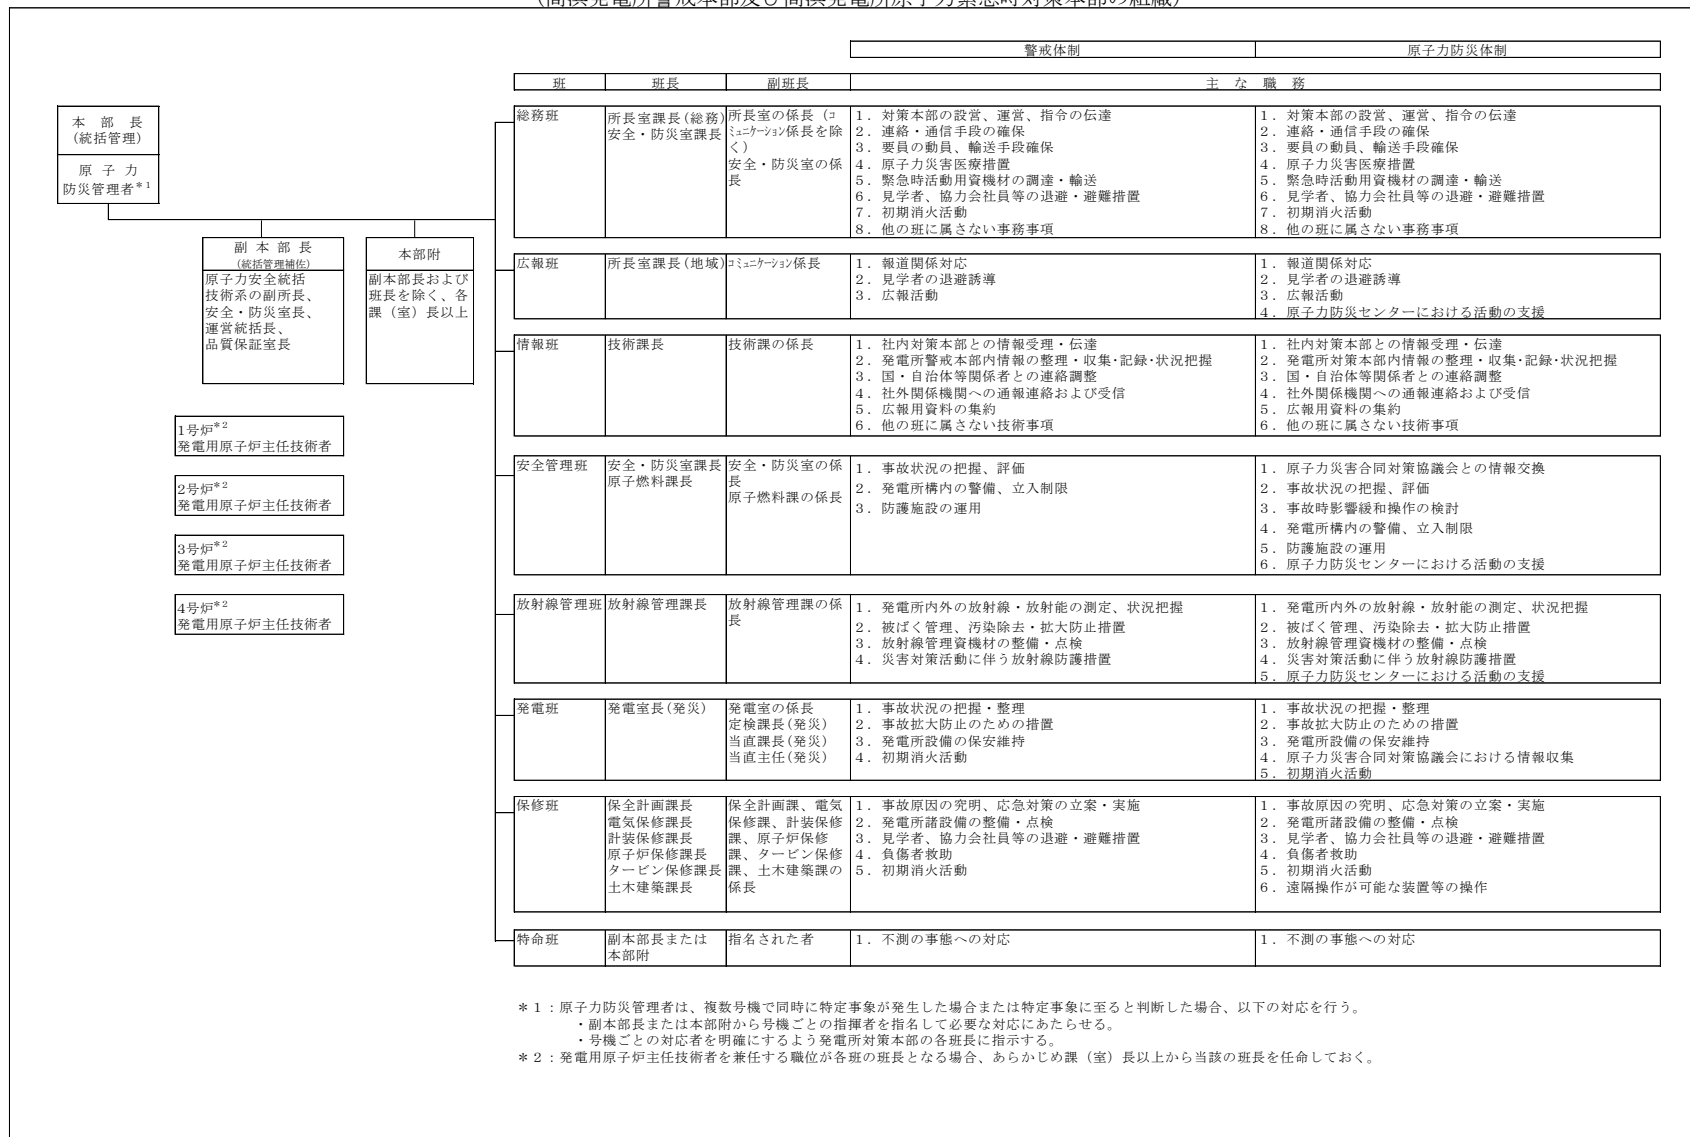 （高浜発電所警戒本部及び高浜発電所原子力緊急時対策本部の組織）
警戒体制
原子力防災体制
班
班長
副班長
主 な 職 務
本 部 長
(統括管理)
原 子 力
防災管理者*1
副 本 部 長
(統括管理補佐)
原子力安全統括
技術系の副所長、
安全・防災室長、
運営統括長、
品質保証室長
本部附
副本部長および
班長を除く、各
課（室）長以上
1号炉*2
発電用原子炉主任技術者
2号炉*2
発電用原子炉主任技術者
3号炉*2
発電用原子炉主任技術者
4号炉*2
発電用原子炉主任技術者
総務班
所長室課長(総務)
安全・防災室課長
所長室の係長（コ
ミュニケーション係長を除
く）
安全・防災室の係
長
1．対策本部の設営、運営、指令の伝達
2．連絡・通信手段の確保
3．要員の動員、輸送手段確保
4．原子力災害医療措置
5．緊急時活動用資機材の調達・輸送
6．見学者、協力会社員等の退避・避難措置
7．初期消火活動
8．他の班に属さない事務事項
1．対策本部の設営、運営、指令の伝達
2．連絡・通信手段の確保
3．要員の動員、輸送手段確保
4．原子力災害医療措置
5．緊急時活動用資機材の調達・輸送
6．見学者、協力会社員等の退避・避難措置
7．初期消火活動
8．他の班に属さない事務事項
広報班
所長室課長(地域)
コミュニケーション係長
1．報道関係対応
2．見学者の退避誘導
3．広報活動
1．報道関係対応
2．見学者の退避誘導
3．広報活動
4．原子力防災センターにおける活動の支援
情報班
技術課長
技術課の係長
1．社内対策本部との情報受理・伝達
2．発電所警戒本部内情報の整理・収集・記録・状況把握
3．国・自治体等関係者との連絡調整
4．社外関係機関への通報連絡および受信
5．広報用資料の集約
6．他の班に属さない技術事項
1．社内対策本部との情報受理・伝達
2．発電所対策本部内情報の整理・収集・記録・状況把握
3．国・自治体等関係者との連絡調整
4．社外関係機関への通報連絡および受信
5．広報用資料の集約
6．他の班に属さない技術事項
安全管理班
安全・防災室課長
原子燃料課長
安全・防災室の係
長
原子燃料課の係長
1．事故状況の把握、評価
2．発電所構内の警備、立入制限
3．防護施設の運用
1．原子力災害合同対策協議会との情報交換
2．事故状況の把握、評価
3．事故時影響緩和操作の検討
4．発電所構内の警備、立入制限
5．防護施設の運用
6．原子力防災センターにおける活動の支援
放射線管理班
放射線管理課長
放射線管理課の係
長
1．発電所内外の放射線・放射能の測定、状況把握
2．被ばく管理、汚染除去・拡大防止措置
3．放射線管理資機材の整備・点検
4．災害対策活動に伴う放射線防護措置
1．発電所内外の放射線・放射能の測定、状況把握
2．被ばく管理、汚染除去・拡大防止措置
3．放射線管理資機材の整備・点検
4．災害対策活動に伴う放射線防護措置
5．原子力防災センターにおける活動の支援
発電班
発電室長(発災)
発電室の係長
定検課長(発災)
当直課長(発災)
当直主任(発災)
1．事故状況の把握・整理
2．事故拡大防止のための措置
3．発電所設備の保安維持
4．初期消火活動
1．事故状況の把握・整理
2．事故拡大防止のための措置
3．発電所設備の保安維持
4．原子力災害合同対策協議会における情報収集
5．初期消火活動
保修班
保全計画課長
電気保修課長
計装保修課長
原子炉保修課長
タービン保修課長
土木建築課長
保全計画課、電気
保修課、計装保修
課、原子炉保修
課、タービン保修
課、土木建築課の
係長
1．事故原因の究明、応急対策の立案・実施
2．発電所諸設備の整備・点検
3．見学者、協力会社員等の退避・避難措置
4．負傷者救助
5．初期消火活動
1．事故原因の究明、応急対策の立案・実施
2．発電所諸設備の整備・点検
3．見学者、協力会社員等の退避・避難措置
4．負傷者救助
5．初期消火活動
6．遠隔操作が可能な装置等の操作
特命班
副本部長または
本部附
指名された者
1．不測の事態への対応
1．不測の事態への対応
＊1：原子力防災管理者は、複数号機で同時に特定事象が発生した場合または特定事象に至ると判断した場合、以下の対応を行う。
・副本部長または本部附から号機ごとの指揮者を指名して必要な対応にあたらせる。
・号機ごとの対応者を明確にするよう発電所対策本部の各班長に指示する。
＊2：発電用原子炉主任技術者を兼任する職位が各班の班長となる場合、あらかじめ課（室）長以上から当該の班長を任命しておく。